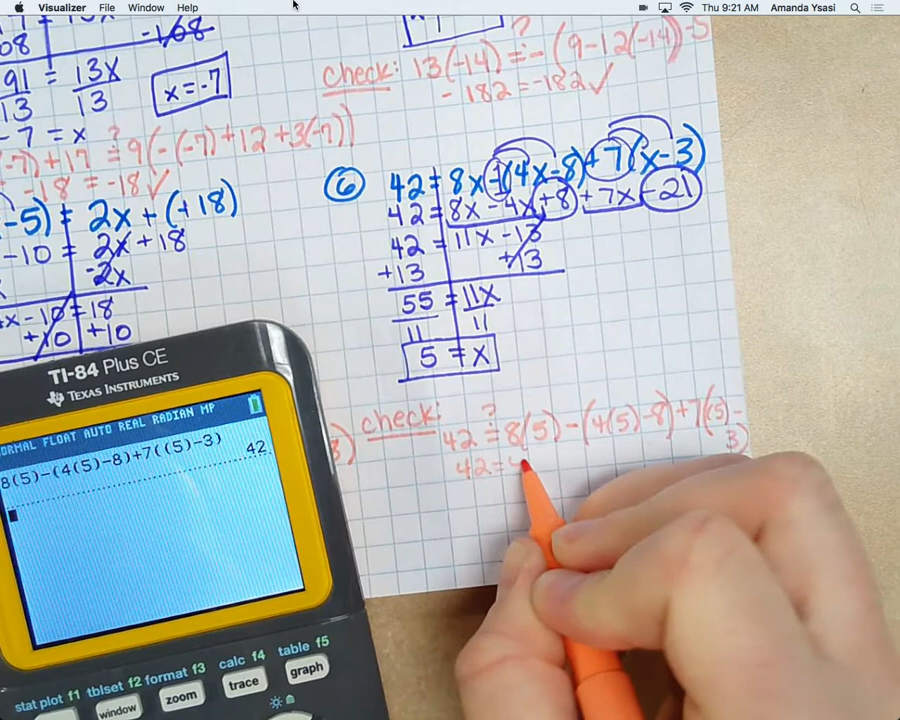 Visualizer File Window Help Thu 9:21 AM Amanda Ysasi
08
-108
91 = 13x
13 13
x = -7
-7 = x
-7) + 17 ≟ 9(-(-7) + 12 + 3(-7))
-18 = -18 ✓
-5) = 2x + (+18)
-10 = 2x + 18
-2x
x - 10 = 18
+10 +10
check: 13(-14) ≟ -(9-12(-14))-5
-182 = -182 ✓
6 42 = 8x - 1(4x - 8) + 7(x - 3)
42 = 8x - 4x + 8 + 7x - 21
42 = 11x - 13
+13 +13
55 = 11x
11 11
5 = x
check: 42 ≟ 8(5) - (4(5) - 8) + 7((5) -
3)
42 =
TI-84 Plus CE
TEXAS INSTRUMENTS
NORMAL FLOAT AUTO REAL RADIAN MP
8(5)-(4(5)-8)+7((5)-3)
42
stat plot f1 tblset f2 format f3 calc f4 table f5
window zoom trace graph